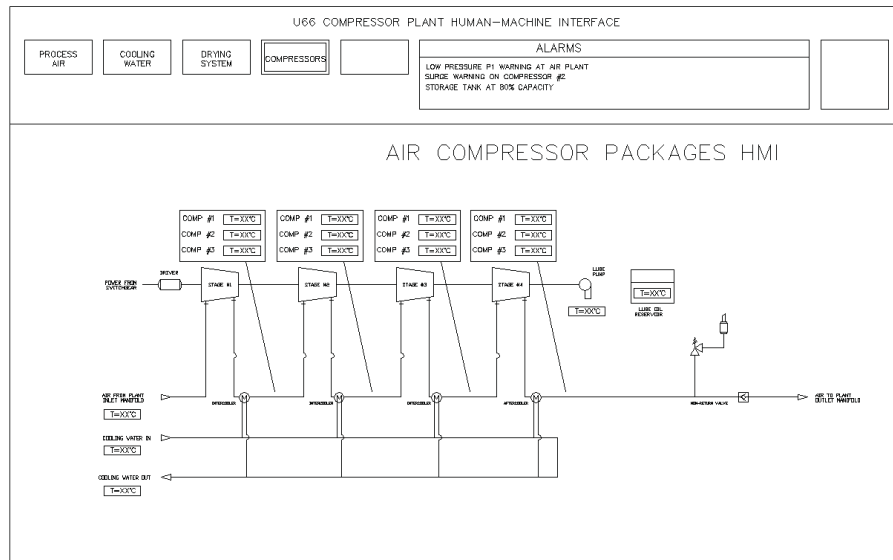 U66 COMPRESSOR PLANT HUMAN-MACHINE INTERFACE
PROCESS
AIR
COOLING
WATER
DRYING
SYSTEM
COMPRESSORS
ALARMS
LOW PRESSURE P1 WARNING AT AIR PLANT
SURGE WARNING ON COMPRESSOR #2
STORAGE TANK AT 80% CAPACITY
AIR COMPRESSOR PACKAGES HMI
COMP #1 T=XX°C
COMP #2 T=XX°C
COMP #3 T=XX°C
COMP #1 T=XX°C
COMP #2 T=XX°C
COMP #3 T=XX°C
COMP #1 T=XX°C
COMP #2 T=XX°C
COMP #3 T=XX°C
COMP #1 T=XX°C
COMP #2 T=XX°C
COMP #3 T=XX°C
POWER FROM
SWITCHGEAR
DRIVER
STAGE #1
STAGE #2
STAGE #3
STAGE #4
LUBE
PUMP
T=XX°C
T=XX°C
LUBE OIL
RESERVOIR
AIR FROM PLANT
INLET MANIFOLD
T=XX°C
M
INTERCOOLER
M
INTERCOOLER
M
INTERCOOLER
M
AFTERCOOLER
NON-RETURN VALVE
AIR TO PLANT
OUTLET MANIFOLD
COOLING WATER IN
T=XX°C
COOLING WATER OUT
T=XX°C